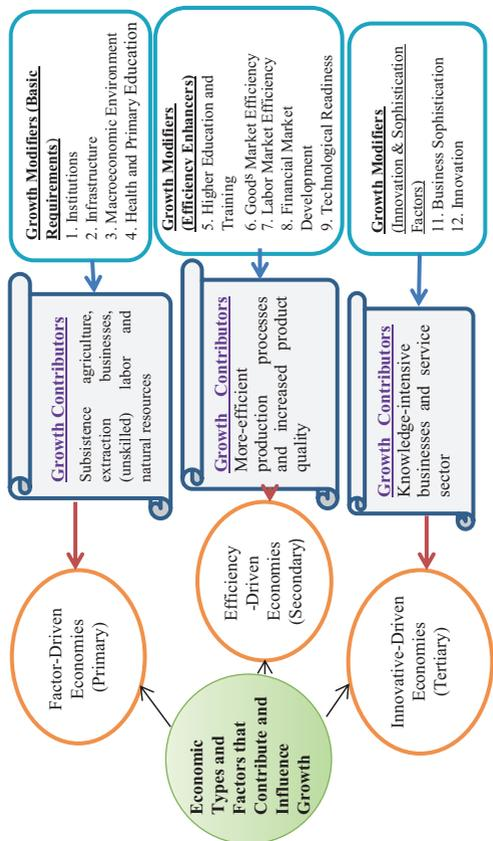 Economic
Types and
Factors that
Contribute and
Influence
Growth
Factor-Driven
Economies
(Primary)
Growth Contributors
Subsistence agriculture,
extraction businesses,
(unskilled) labor and
natural resources
Growth Modifiers (Basic
Requirements)
1. Institutions
2. Infrastructure
3. Macroeconomic Environment
4. Health and Primary Education
Efficiency
-Driven
Economies
(Secondary)
Growth Contributors
More-efficient
production processes
and increased product
quality
Growth Modifiers
(Efficiency Enhancers)
5. Higher Education and
Training
6. Goods Market Efficiency
7. Labor Market Efficiency
8. Financial Market
Development
9. Technological Readiness
Innovative-Driven
Economies
(Tertiary)
Growth Contributors
Knowledge-intensive
businesses and service
sector
Growth Modifiers
(Innovation & Sophistication
Factors)
11. Business Sophistication
12. Innovation